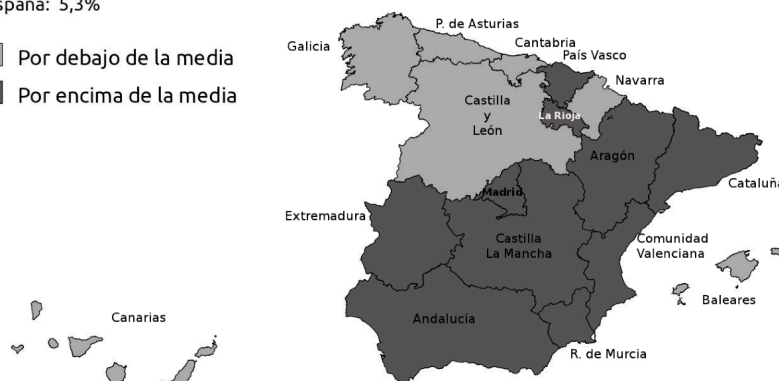 España: 5,3%
Por debajo de la media
Por encima de la media
Galicia
P. de Asturias
Cantabria
País Vasco
Navarra
Castilla
y
León
La Rioja
Aragón
Cataluña
Madrid
Extremadura
Castilla
La Mancha
Comunidad
Valenciana
Baleares
Canarias
Andalucía
R. de Murcia